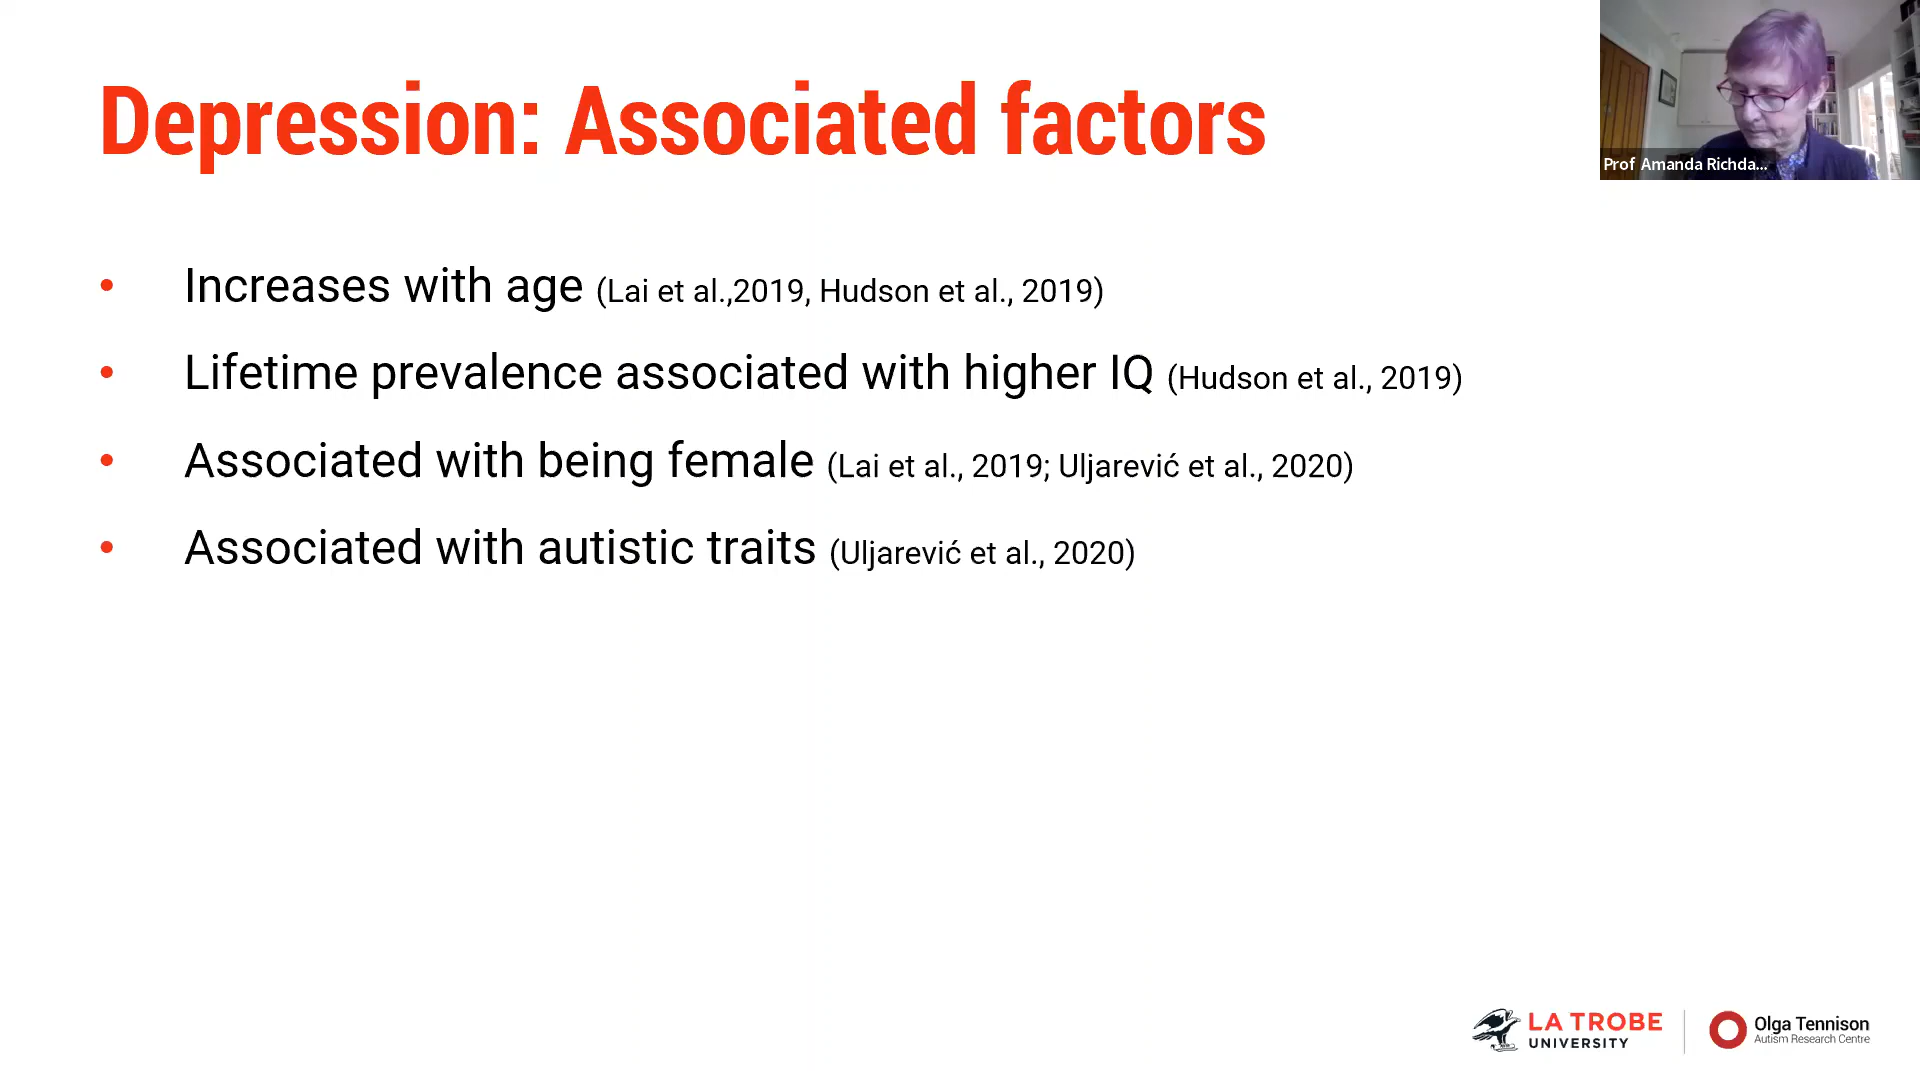 Depression: Associated factors
Prof Amanda Richda...
• Increases with age (Lai et al.,2019, Hudson et al., 2019)
• Lifetime prevalence associated with higher IQ (Hudson et al., 2019)
• Associated with being female (Lai et al., 2019; Uljarević et al., 2020)
• Associated with autistic traits (Uljarević et al., 2020)
LA TROBE
UNIVERSITY
Olga Tennison
Autism Research Centre